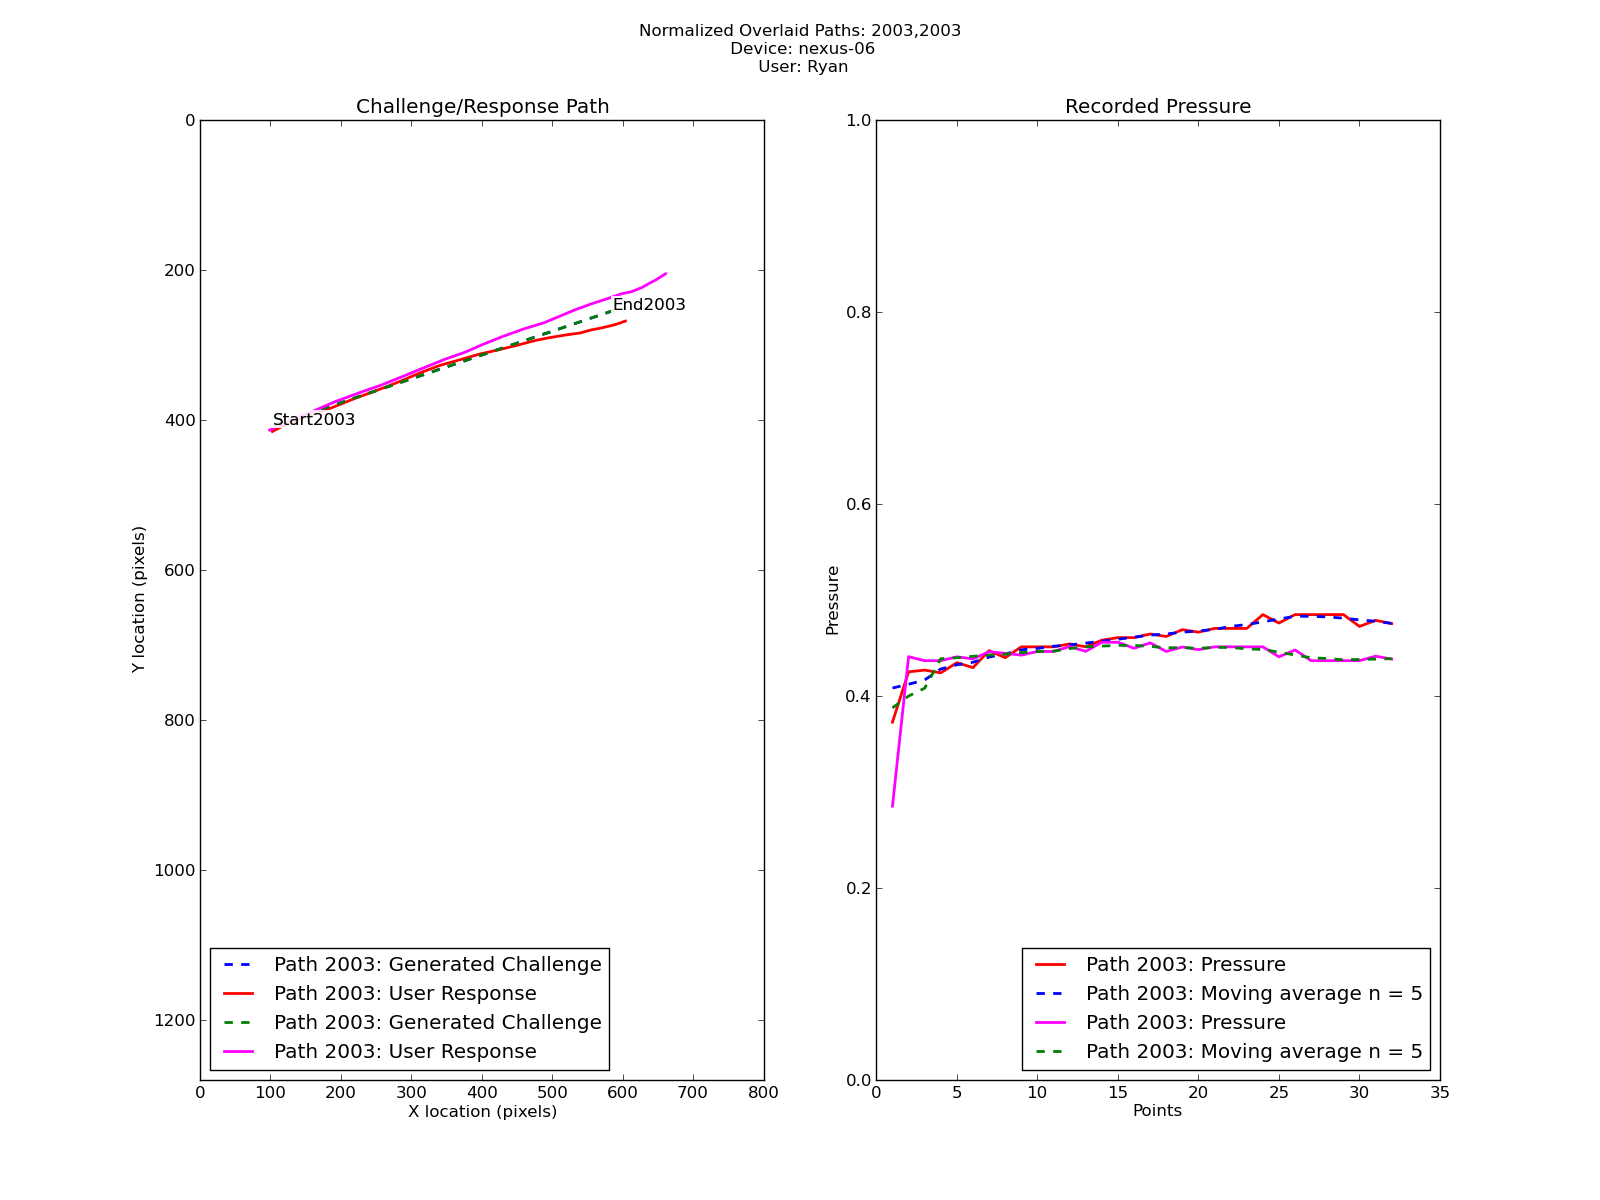 Normalized Overlaid Paths: 2003,2003
Device: nexus-06
User: Ryan
Challenge/Response Path
0
200
400
600
800
1000
1200
Y location (pixels)
Start2003
End2003
Path 2003: Generated Challenge
Path 2003: User Response
Path 2003: Generated Challenge
Path 2003: User Response
0 100 200 300 400 500 600 700 800
X location (pixels)
Recorded Pressure
1.0
0.8
0.6
0.4
0.2
0.0
Pressure
Path 2003: Pressure
Path 2003: Moving average n = 5
Path 2003: Pressure
Path 2003: Moving average n = 5
0 5 10 15 20 25 30 35
Points